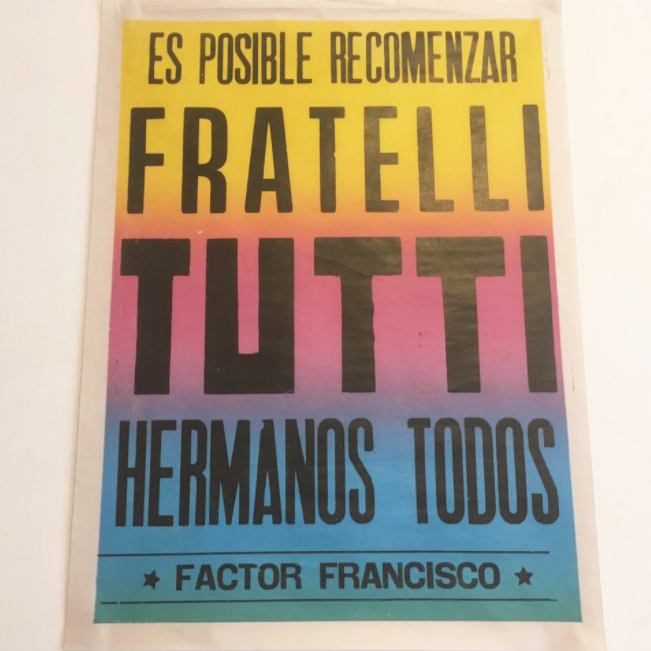 ES POSIBLE RECOMENZAR
FRATELLI
TUTTI
HERMANOS TODOS
★ FACTOR FRANCISCO ★